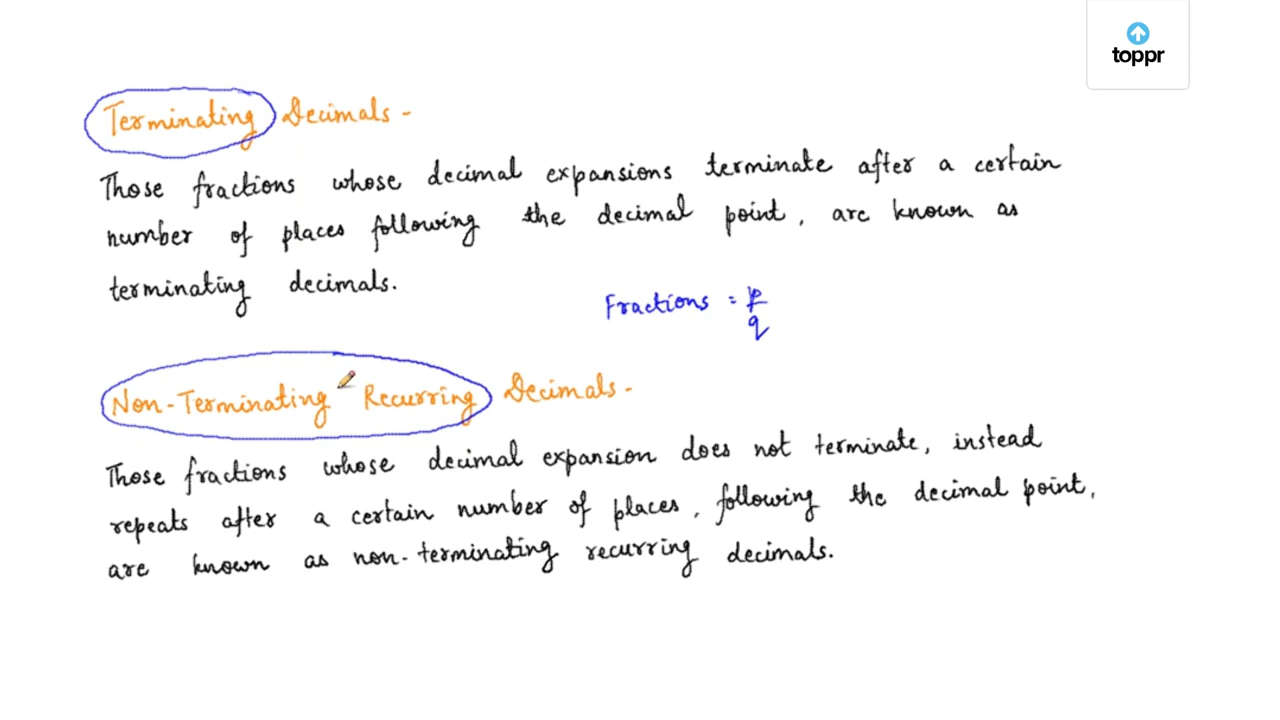 toppr
Terminating Decimals -
Those fractions whose decimal expansions terminate after a certain
number of places following the decimal point, are known as
terminating decimals.
Fractions = p/q
Non-Terminating Recurring Decimals -
Those fractions whose decimal expansion does not terminate, instead
repeats after a certain number of places, following the decimal point,
are known as non-terminating recurring decimals.